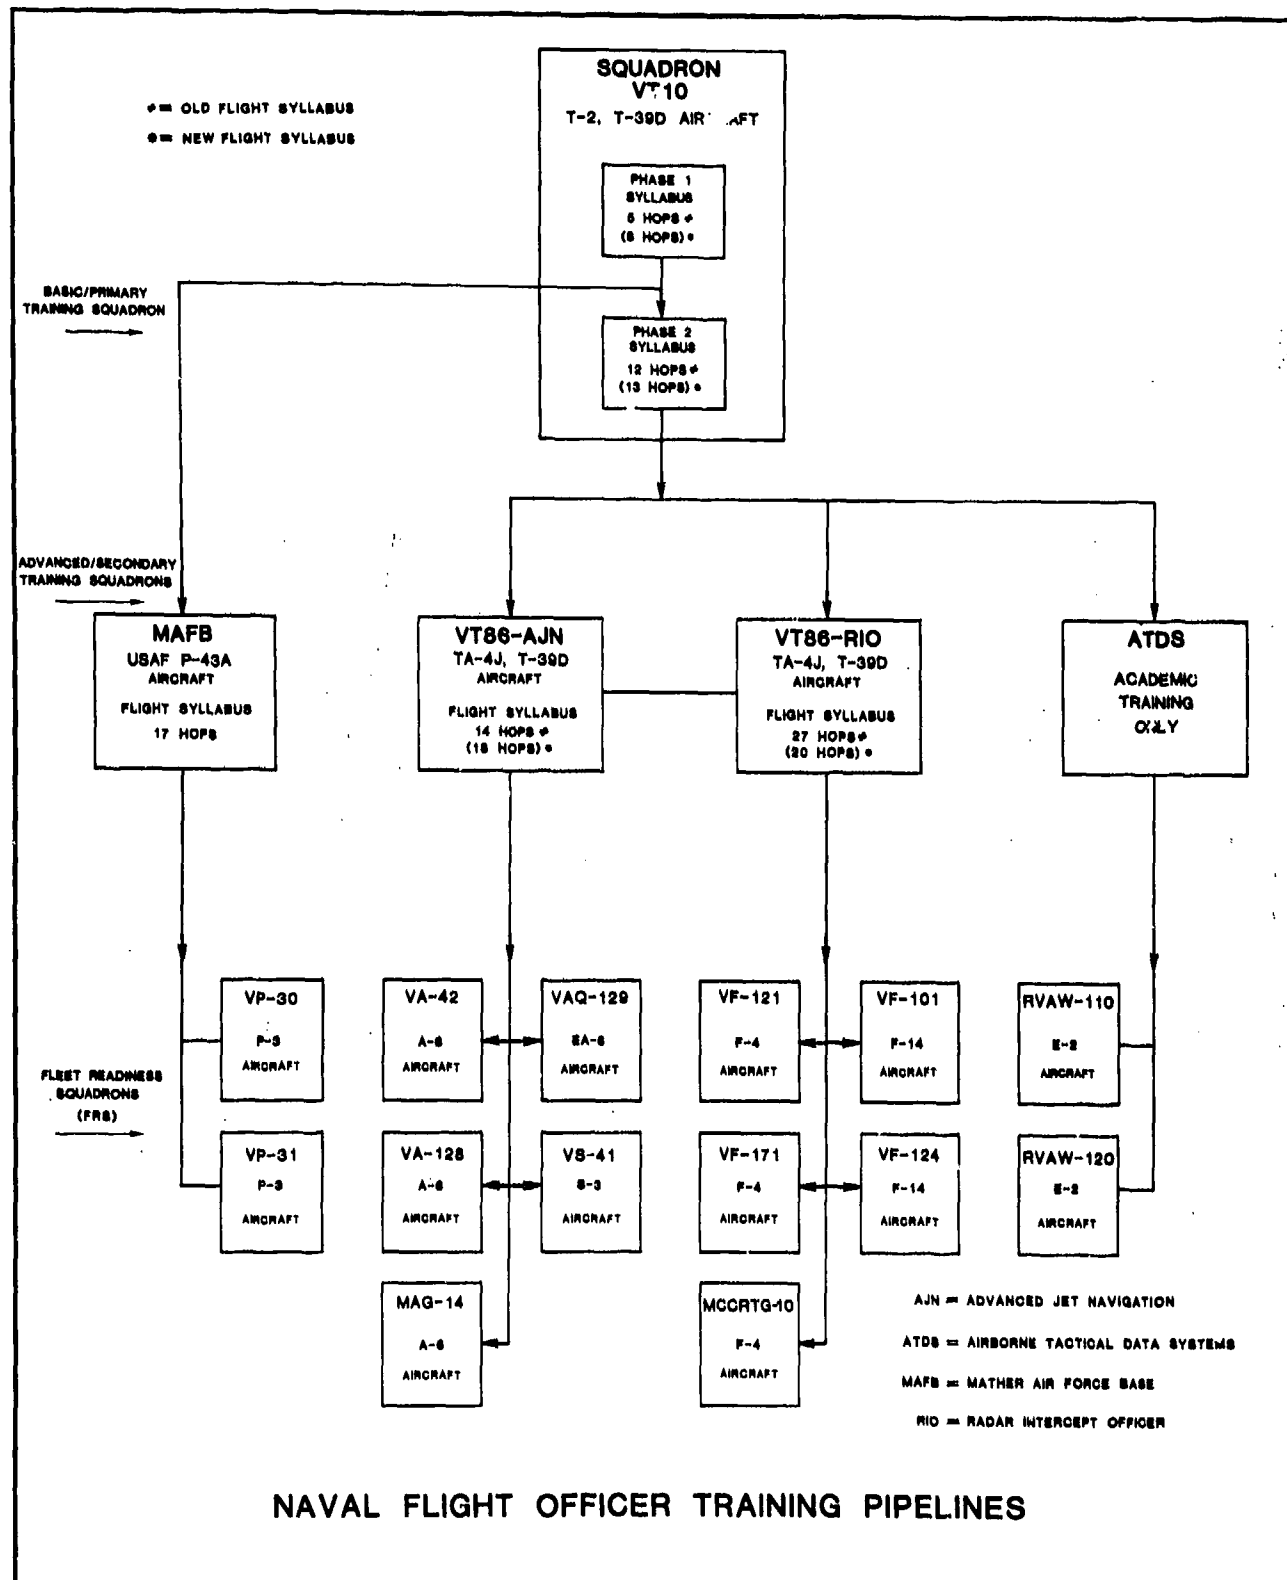 SQUADRON
VT10
T-2, T-39D
≠ = OLD FLIGHT SYLLABUS
● = NEW FLIGHT SYLLABUS
PHASE 1
SYLLABUS
5 HOPS ≠
HOPS) ●
BASIC/PRIMARY
TRAINING SQUADRON
PHASE 2
SYLLABUS
12 HOPS ≠
(13 HOPS) ●
ADVANCED/SECONDARY
TRAINING SQUADRONS
MAFB
USAF P-43A
AIRCRAFT
FLIGHT SYLLABUS
17 HOPS
VT86-AJN
TA-4J, T-39D
AIRCRAFT
FLIGHT SYLLABUS
14 HOPS ≠
HOPS) ●
VT86-RIO
TA-4J, T-39D
AIRCRAFT
FLIGHT SYLLABUS
27 HOPS ≠
(20 HOPS) ●
ATDS
ACADEMIC
TRAINING
ONLY
FLEET READINESS
SQUADRONS
(FRS)
VP-30
P-3
AIRCRAFT
VA-42
A-6
AIRCRAFT
VAQ-129
EA-6
AIRCRAFT
VF-121
F-4
AIRCRAFT
VF-101
F-14
AIRCRAFT
RVAW-110
E-2
AIRCRAFT
VP-31
P-3
AIRCRAFT
VA-128
A-6
AIRCRAFT
VS-41
S-3
AIRCRAFT
VF-171
F-4
AIRCRAFT
VF-124
F-14
AIRCRAFT
RVAW-120
E-2
AIRCRAFT
MAG-14
A-6
AIRCRAFT
MCCRTG-10
F-4
AIRCRAFT
AJN = ADVANCED JET NAVIGATION
ATDS = AIRBORNE TACTICAL DATA SYSTEMS
MAFB = MATHER AIR FORCE BASE
RIO = RADAR INTERCEPT OFFICER
NAVAL FLIGHT OFFICER TRAINING PIPELINES